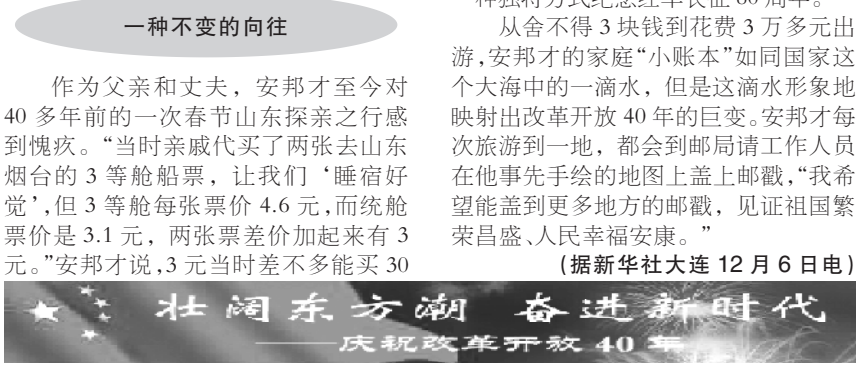 一种不变的向往
作为父亲和丈夫，安邦才至今对
40 多年前的一次春节山东探亲之行感
到愧疚。“当时亲戚代买了两张去山东
烟台的 3 等舱船票，让我们‘睡宿好
觉’，但 3 等舱每张票价 4.6 元，而统舱
票价是 3.1 元，两张票差价加起来有 3
元。”安邦才说，3 元当时差不多能买 30
从舍不得 3 块钱到花费 3 万多元出
游，安邦才的家庭“小账本”如同国家这
个大海中的一滴水，但是这滴水形象地
映射出改革开放 40 年的巨变。安邦才每
次旅游到一地，都会到邮局请工作人员
在他事先手绘的地图上盖上邮戳，“我希
望能盖到更多地方的邮戳，见证祖国繁
荣昌盛、人民幸福安康。”
（据新华社大连 12 月 6 日电）
壮阔东方潮 奋进新时代
——庆祝改革开放 40 年